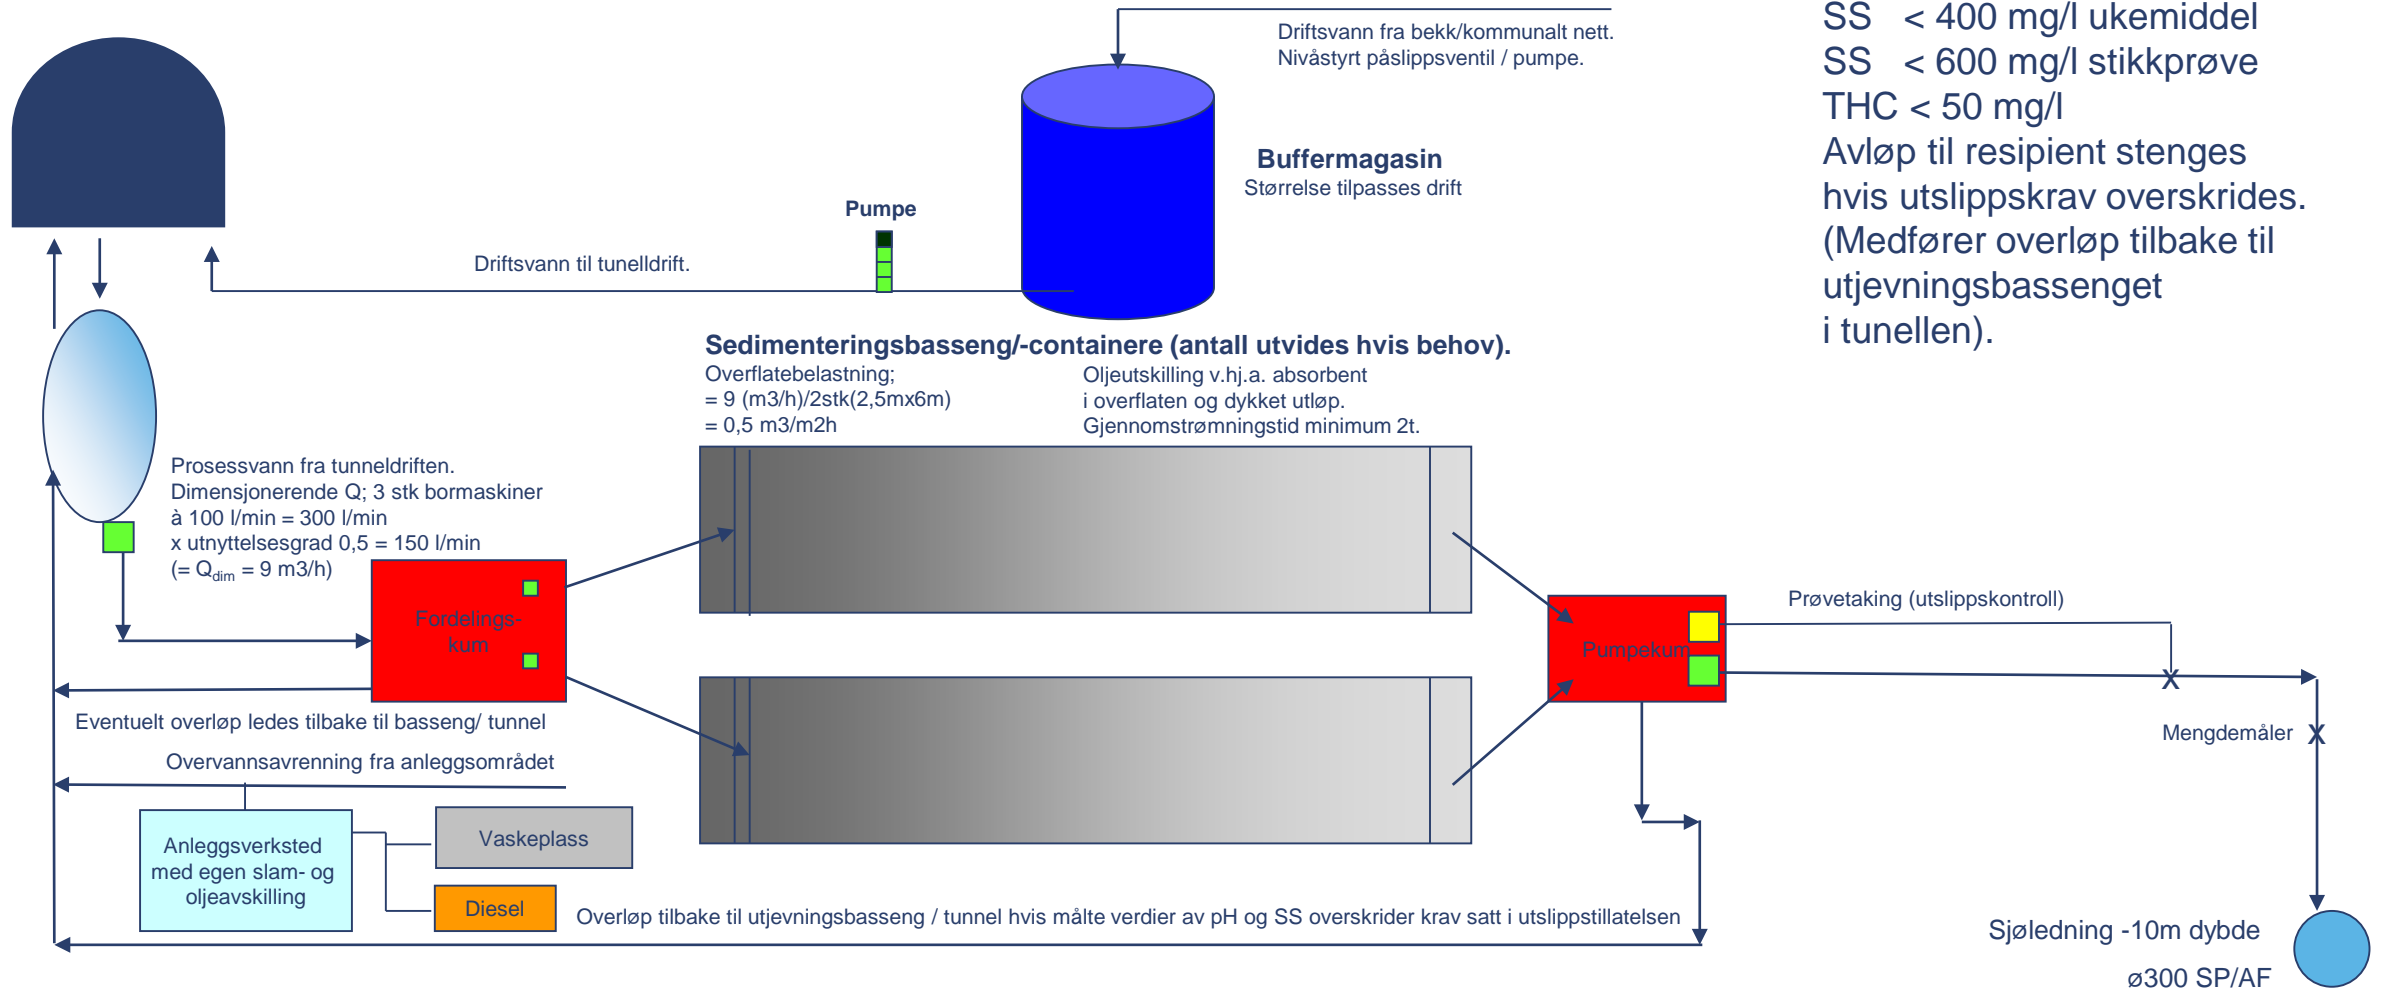 Driftsvann fra bekk/kommunalt nett.
Nivåstyrt påslippsventil / pumpe.
SS < 400 mg/l ukemiddel
SS < 600 mg/l stikkprøve
THC < 50 mg/l
Avløp til resipient stenges
hvis utslippskrav overskrides.
(Medfører overløp tilbake til
utjevningsbassenget
i tunellen).
Buffermagasin
Størrelse tilpasses drift
Pumpe
Driftsvann til tunelldrift.
Sedimenteringsbasseng/-containere (antall utvides hvis behov).
Overflatebelastning;
= 9 (m3/h)/2stk(2,5mx6m)
= 0,5 m3/m2h
Oljeutskilling v.hj.a. absorbent
i overflaten og dykket utløp.
Gjennomstrømningstid minimum 2t.
Prosessvann fra tunneldriften.
Dimensjonerende Q; 3 stk bormaskiner
à 100 l/min = 300 l/min
x utnyttelsesgrad 0,5 = 150 l/min
(= Qdim = 9 m3/h)
Fordelings-
kum
Pumpekum
Prøvetaking (utslippskontroll)
X
Mengdemåler X
Eventuelt overløp ledes tilbake til basseng/ tunnel
Overvannsavrenning fra anleggsområdet
Anleggsverksted
med egen slam- og
oljeavskilling
Vaskeplass
Diesel
Overløp tilbake til utjevningsbasseng / tunnel hvis målte verdier av pH og SS overskrider krav satt i utslippstillatelsen
Sjøledning -10m dybde
ø300 SP/AF